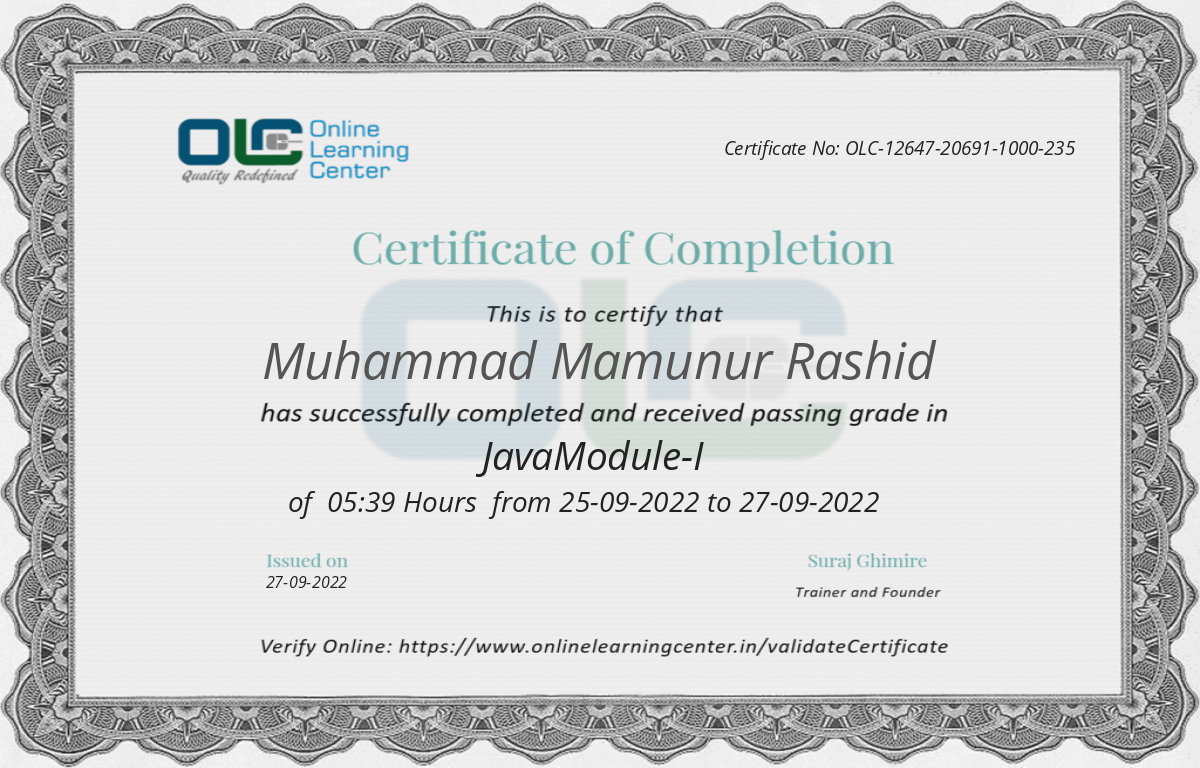 OLC Online
Learning
Center
Quality Redefined
Certificate No: OLC-12647-20691-1000-235
Certificate of Completion
This is to certify that
Muhammad Mamunur Rashid
has successfully completed and received passing grade in
JavaModule-I
of 05:39 Hours from 25-09-2022 to 27-09-2022
Issued on
27-09-2022
Suraj Ghimire
Trainer and Founder
Verify Online: https://www.onlinelearningcenter.in/validateCertificate